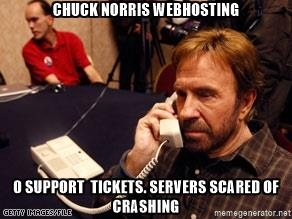 CHUCK NORRIS WEBHOSTING
0 SUPPORT TICKETS. SERVERS SCARED OF
CRASHING
GETTY IMAGES/FILE
memegenerator.net